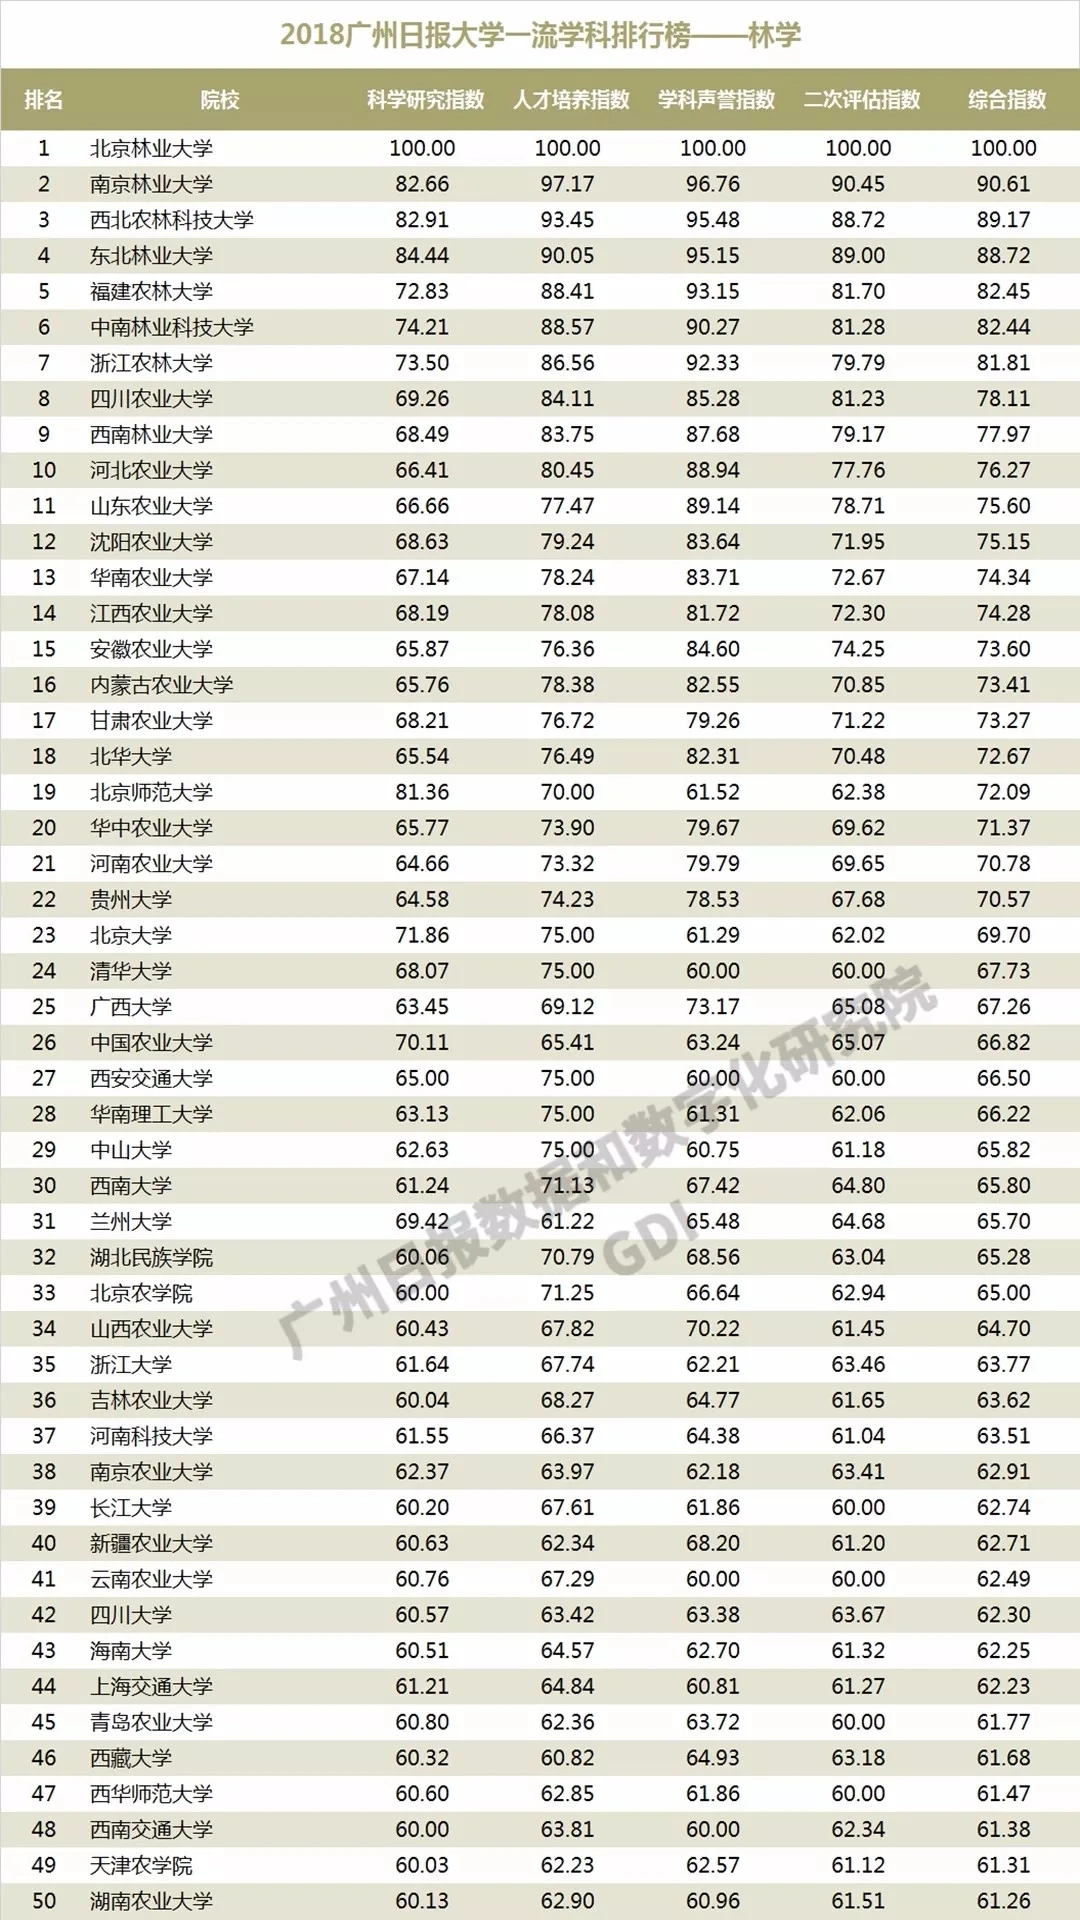 2018广州日报大学一流学科排行榜——林学
排名 院校 科学研究指数 人才培养指数 学科声誉指数 二次评估指数 综合指数
1 北京林业大学 100.00 100.00 100.00 100.00 100.00
2 南京林业大学 82.66 97.17 96.76 90.45 90.61
3 西北农林科技大学 82.91 93.45 95.48 88.72 89.17
4 东北林业大学 84.44 90.05 95.15 89.00 88.72
5 福建农林大学 72.83 88.41 93.15 81.70 82.45
6 中南林业科技大学 74.21 88.57 90.27 81.28 82.44
7 浙江农林大学 73.50 86.56 92.33 79.79 81.81
8 四川农业大学 69.26 84.11 85.28 81.23 78.11
9 西南林业大学 68.49 83.75 87.68 79.17 77.97
10 河北农业大学 66.41 80.45 88.94 77.76 76.27
11 山东农业大学 66.66 77.47 89.14 78.71 75.60
12 沈阳农业大学 68.63 79.24 83.64 71.95 75.15
13 华南农业大学 67.14 78.24 83.71 72.67 74.34
14 江西农业大学 68.19 78.08 81.72 72.30 74.28
15 安徽农业大学 65.87 76.36 84.60 74.25 73.60
16 内蒙古农业大学 65.76 78.38 82.55 70.85 73.41
17 甘肃农业大学 68.21 76.72 79.26 71.22 73.27
18 北华大学 65.54 76.49 82.31 70.48 72.67
19 北京师范大学 81.36 70.00 61.52 62.38 72.09
20 华中农业大学 65.77 73.90 79.67 69.62 71.37
21 河南农业大学 64.66 73.32 79.79 69.65 70.78
22 贵州大学 64.58 74.23 78.53 67.68 70.57
23 北京大学 71.86 75.00 61.29 62.02 69.70
24 清华大学 68.07 75.00 60.00 60.00 67.73
25 广西大学 63.45 69.12 73.17 65.08 67.26
26 中国农业大学 70.11 65.41 63.24 65.07 66.82
27 西安交通大学 65.00 75.00 60.00 60.00 66.50
28 华南理工大学 63.13 75.00 61.31 62.06 66.22
29 中山大学 62.63 75.00 60.75 61.18 65.82
30 西南大学 61.24 71.13 67.42 64.80 65.80
31 兰州大学 69.42 61.22 65.48 64.68 65.70
32 湖北民族学院 60.06 70.79 68.56 63.04 65.28
33 北京农学院 60.00 71.25 66.64 62.94 65.00
34 山西农业大学 60.43 67.82 70.22 61.45 64.70
35 浙江大学 61.64 67.74 62.21 63.46 63.77
36 吉林农业大学 60.04 68.27 64.77 61.65 63.62
37 河南科技大学 61.55 66.37 64.38 61.04 63.51
38 南京农业大学 62.37 63.97 62.18 63.41 62.91
39 长江大学 60.20 67.61 61.86 60.00 62.74
40 新疆农业大学 60.63 62.34 68.20 61.20 62.71
41 云南农业大学 60.76 67.29 60.00 60.00 62.49
42 四川大学 60.57 63.42 63.38 63.67 62.30
43 海南大学 60.51 64.57 62.70 61.32 62.25
44 上海交通大学 61.21 64.84 60.81 61.27 62.23
45 青岛农业大学 60.80 62.36 63.72 60.00 61.77
46 西藏大学 60.32 60.82 64.93 63.18 61.68
47 西华师范大学 60.60 62.85 61.86 60.00 61.47
48 西南交通大学 60.00 63.81 60.00 62.34 61.38
49 天津农学院 60.03 62.23 62.57 61.12 61.31
50 湖南农业大学 60.13 62.90 60.96 61.51 61.26
广州日报数据和数字化研究院
GDI